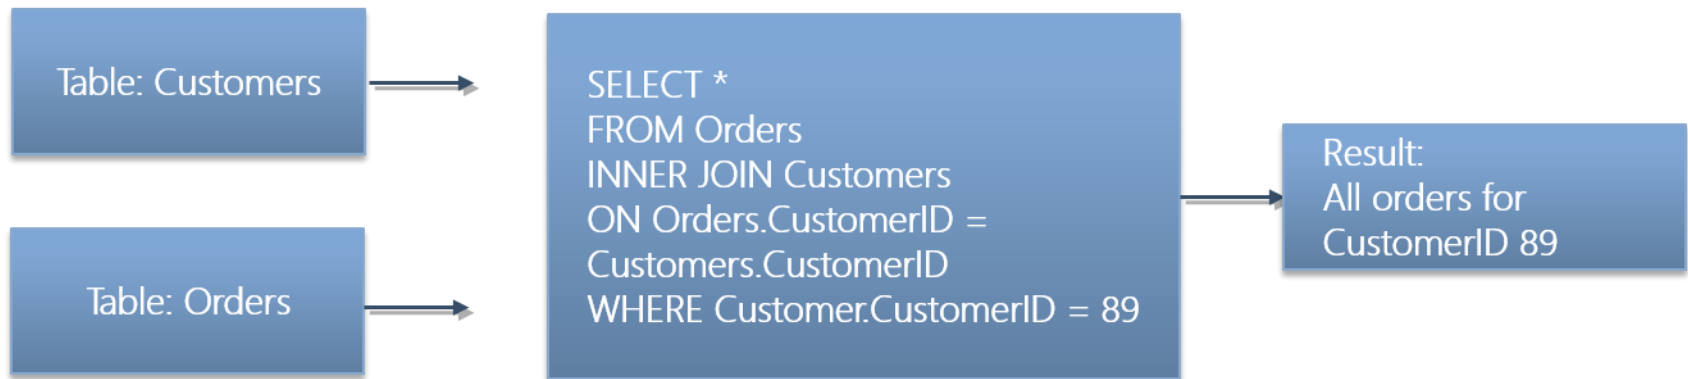 Table: Customers
Table: Orders
SELECT *
FROM Orders
INNER JOIN Customers
ON Orders.CustomerID =
Customers.CustomerID
WHERE Customer.CustomerID = 89
Result:
All orders for
CustomerID 89